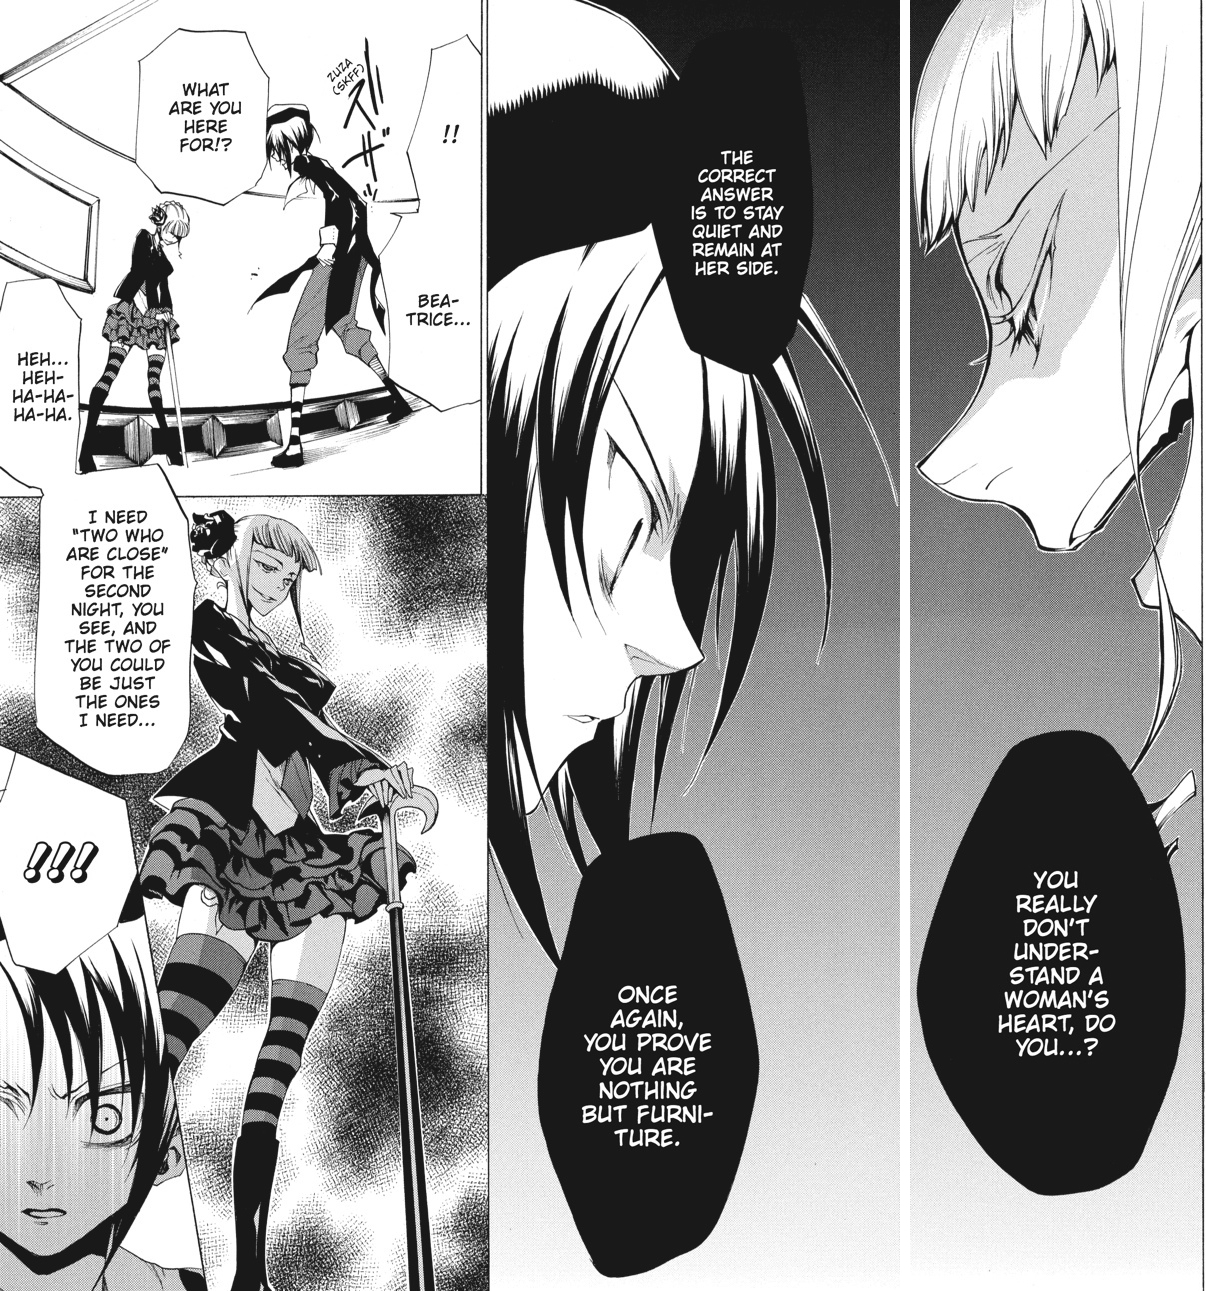 YOU
REALLY
DON'T
UNDER-
STAND A
WOMAN'S
HEART, DO
YOU...?
THE
CORRECT
ANSWER
IS TO STAY
QUIET AND
REMAIN AT
HER SIDE.
ONCE
AGAIN,
YOU PROVE
YOU ARE
NOTHING
BUT FURNI-
TURE.
!!
ズザッ
ZUZA
(SKFF)
BEA-
TRICE...
WHAT
ARE YOU
HERE
FOR!?
HEH...
HEH-
HA-HA-
HA-HA.
I NEED
"TWO WHO
ARE CLOSE"
FOR THE
SECOND
NIGHT, YOU
SEE, AND
THE TWO OF
YOU COULD
BE JUST
THE ONES
I NEED...
!!!